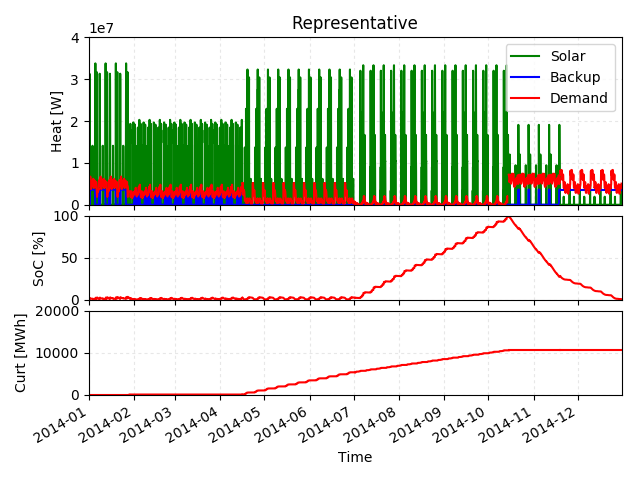 Representative
1e7
4
3
2
1
0
Heat [W]
Solar
Backup
Demand
100
50
0
SoC [%]
20000
10000
0
Curt [MWh]
2014-01
2014-02
2014-03
2014-04
2014-05
2014-06
2014-07
2014-08
2014-09
2014-10
2014-11
2014-12
Time